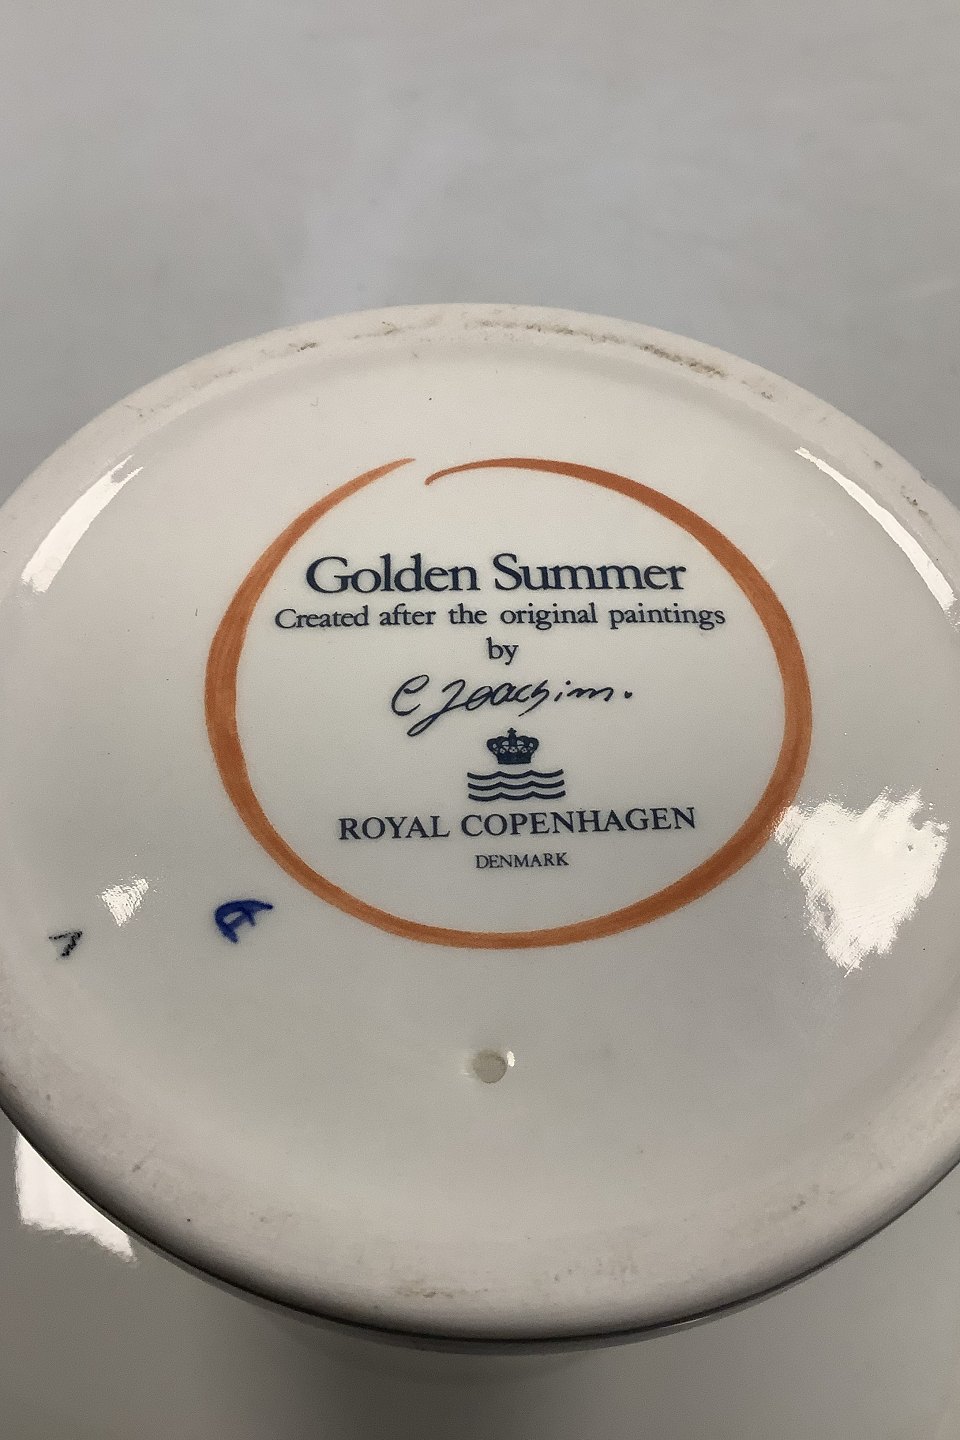 Golden Summer
Created after the original paintings
by
C Joachim.
ROYAL COPENHAGEN
DENMARK